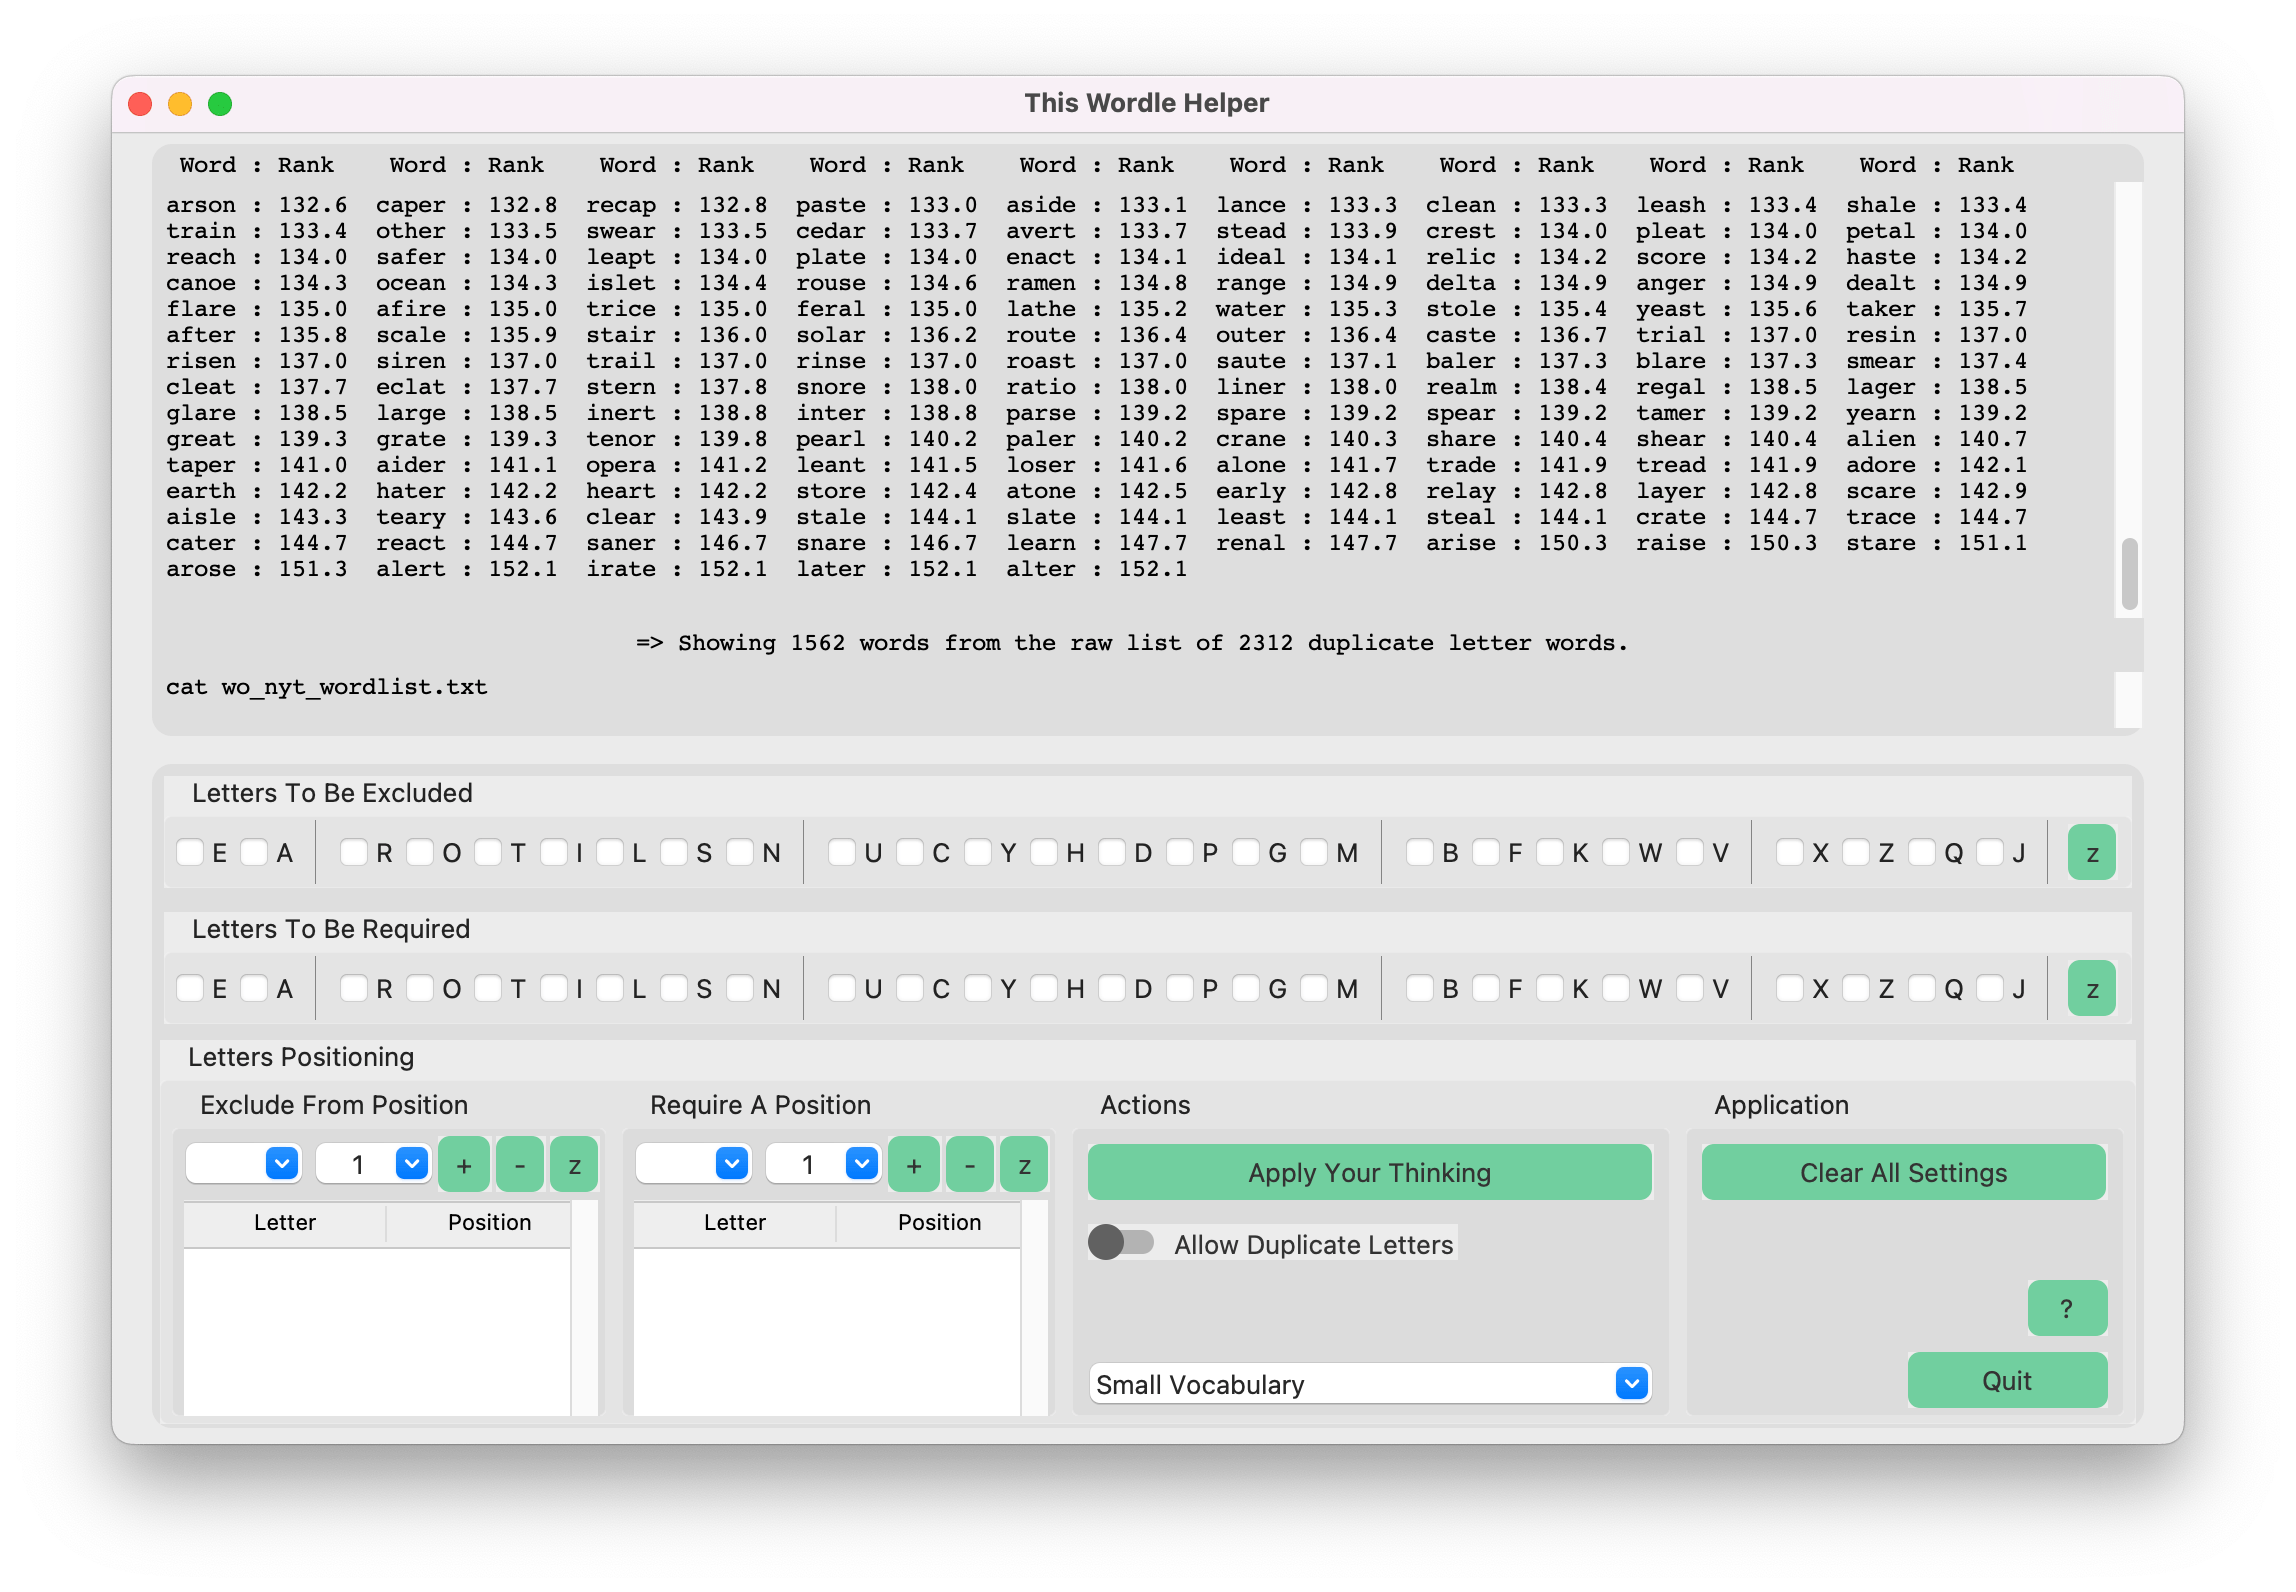 This Wordle Helper
Word : Rank Word : Rank Word : Rank Word : Rank Word : Rank Word : Rank Word : Rank Word : Rank Word : Rank
arson : 132.6 caper : 132.8 recap : 132.8 paste : 133.0 aside : 133.1 lance : 133.3 clean : 133.3 leash : 133.4 shale : 133.4
train : 133.4 other : 133.5 swear : 133.5 cedar : 133.7 avert : 133.7 stead : 133.9 crest : 134.0 pleat : 134.0 petal : 134.0
reach : 134.0 safer : 134.0 leapt : 134.0 plate : 134.0 enact : 134.1 ideal : 134.1 relic : 134.2 score : 134.2 haste : 134.2
canoe : 134.3 ocean : 134.3 islet : 134.4 rouse : 134.6 ramen : 134.8 range : 134.9 delta : 134.9 anger : 134.9 dealt : 134.9
flare : 135.0 afire : 135.0 trice : 135.0 feral : 135.0 lathe : 135.2 water : 135.3 stole : 135.4 yeast : 135.6 taker : 135.7
after : 135.8 scale : 135.9 stair : 136.0 solar : 136.2 route : 136.4 outer : 136.4 caste : 136.7 trial : 137.0 resin : 137.0
risen : 137.0 siren : 137.0 trail : 137.0 rinse : 137.0 roast : 137.0 saute : 137.1 baler : 137.3 blare : 137.3 smear : 137.4
cleat : 137.7 eclat : 137.7 stern : 137.8 snore : 138.0 ratio : 138.0 liner : 138.0 realm : 138.4 regal : 138.5 lager : 138.5
glare : 138.5 large : 138.5 inert : 138.8 inter : 138.8 parse : 139.2 spare : 139.2 spear : 139.2 tamer : 139.2 yearn : 139.2
great : 139.3 grate : 139.3 tenor : 139.8 pearl : 140.2 paler : 140.2 crane : 140.3 share : 140.4 shear : 140.4 alien : 140.7
taper : 141.0 aider : 141.1 opera : 141.2 leant : 141.5 loser : 141.6 alone : 141.7 trade : 141.9 tread : 141.9 adore : 142.1
earth : 142.2 hater : 142.2 heart : 142.2 store : 142.4 atone : 142.5 early : 142.8 relay : 142.8 layer : 142.8 scare : 142.9
aisle : 143.3 teary : 143.6 clear : 143.9 stale : 144.1 slate : 144.1 least : 144.1 steal : 144.1 crate : 144.7 trace : 144.7
cater : 144.7 react : 144.7 saner : 146.7 snare : 146.7 learn : 147.7 renal : 147.7 arise : 150.3 raise : 150.3 stare : 151.1
arose : 151.3 alert : 152.1 irate : 152.1 later : 152.1 alter : 152.1
=> Showing 1562 words from the raw list of 2312 duplicate letter words.
cat wo_nyt_wordlist.txt
Letters To Be Excluded
E A R O T I L S N U C Y H D P G M B F K W V X Z Q J z
Letters To Be Required
E A R O T I L S N U C Y H D P G M B F K W V X Z Q J z
Letters Positioning
Exclude From Position Require A Position Actions Application
1 + - z 1 + - z Apply Your Thinking Clear All Settings
Letter Position Letter Position
Allow Duplicate Letters
?
Small Vocabulary Quit